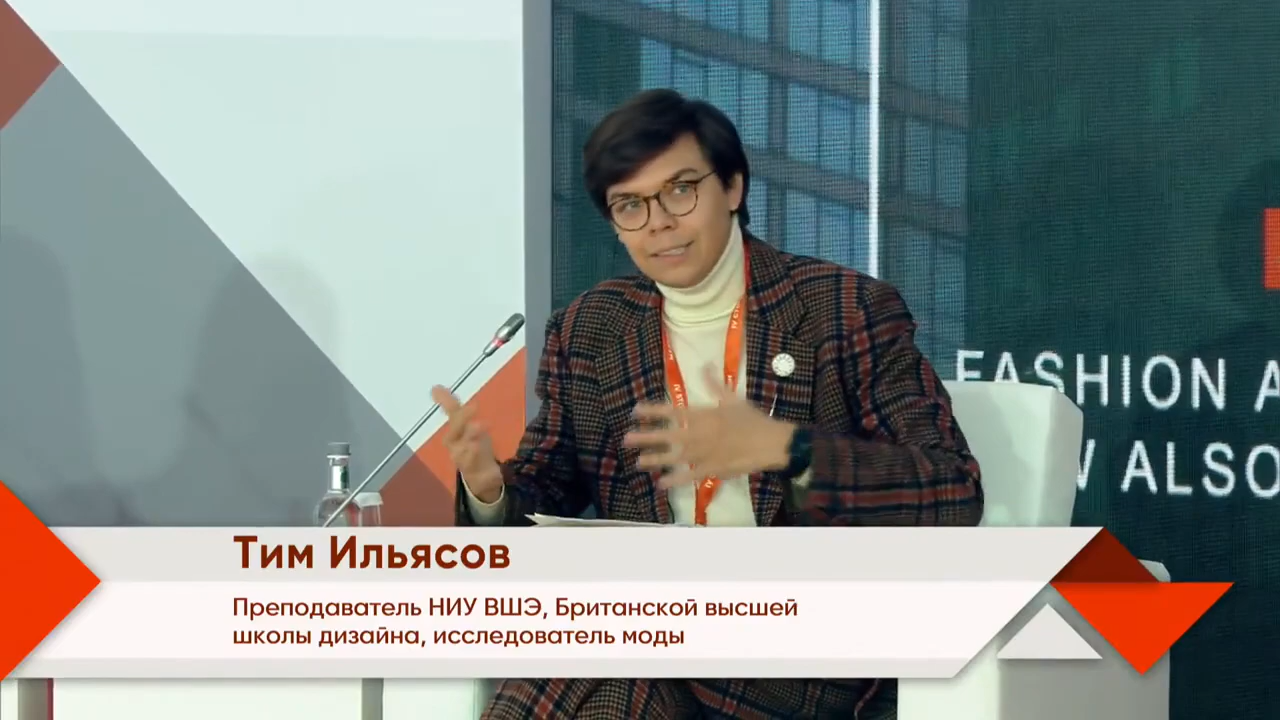 FASHION A
ALSO
Тим Ильясов
Преподаватель НИУ ВШЭ, Британской высшей
школы дизайна, исследователь моды